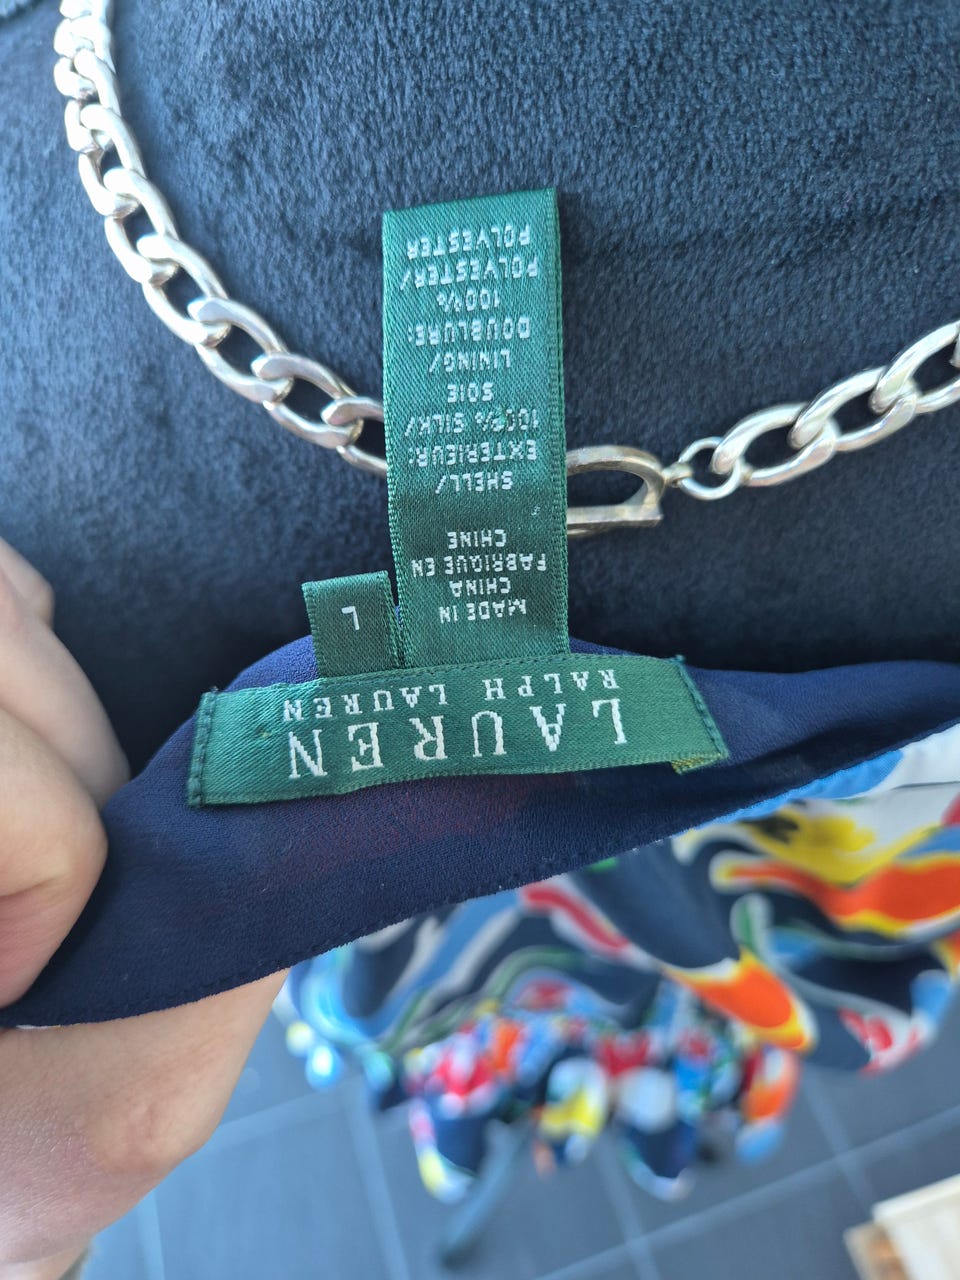 LAUREN
RALPH LAUREN
L
MADE IN
CHINA
FABRIQUE EN
CHINE
SHELL/
EXTERIEUR:
100% SILK/
SOIE
LINING/
DOUBLURE:
100%
POLYESTER/
POLYESTER